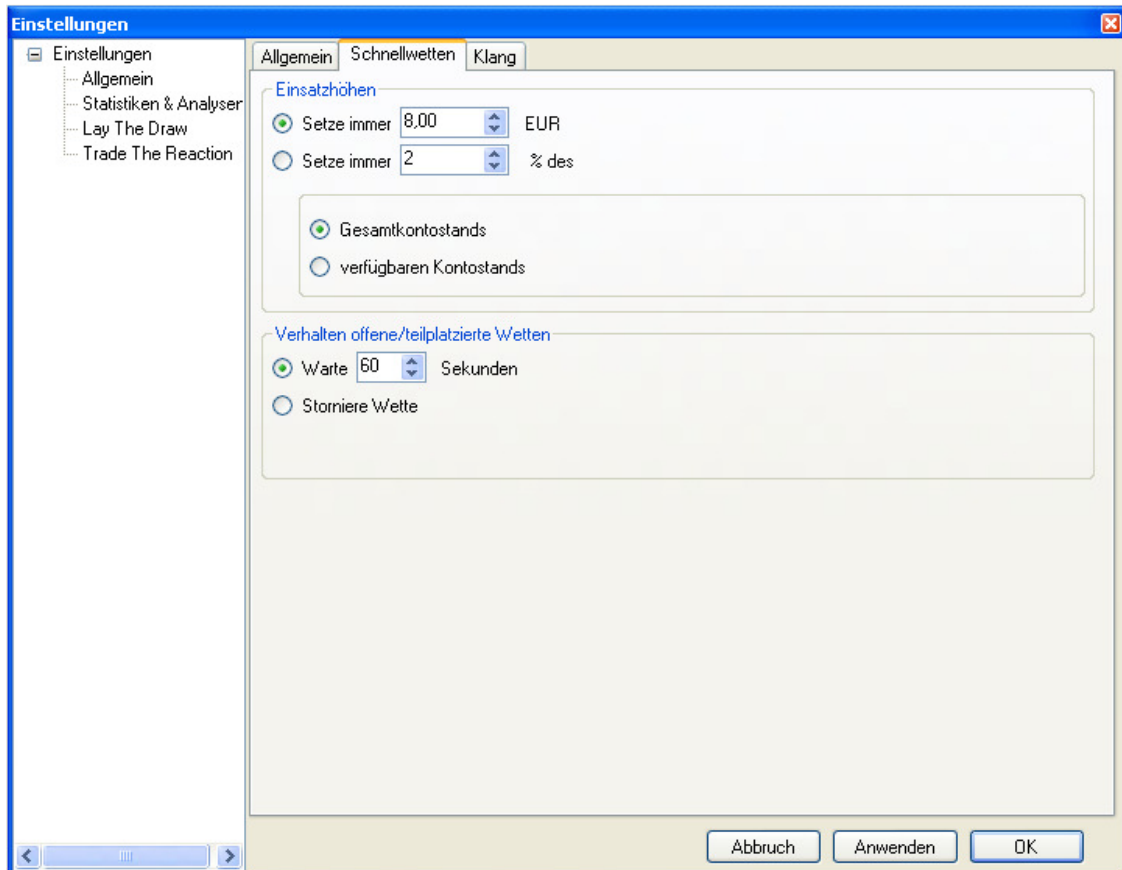 Einstellungen
Einstellungen
Allgemein
Statistiken & Analyser
Lay The Draw
Trade The Reaction
Allgemein Schnellwetten Klang
Einsatzhöhen
Setze immer 8,00 EUR
Setze immer 2 % des
Gesamtkontostands
verfügbaren Kontostands
Verhalten offene/teilplatzierte Wetten
Warte 60 Sekunden
Storniere Wette
Abbruch Anwenden OK